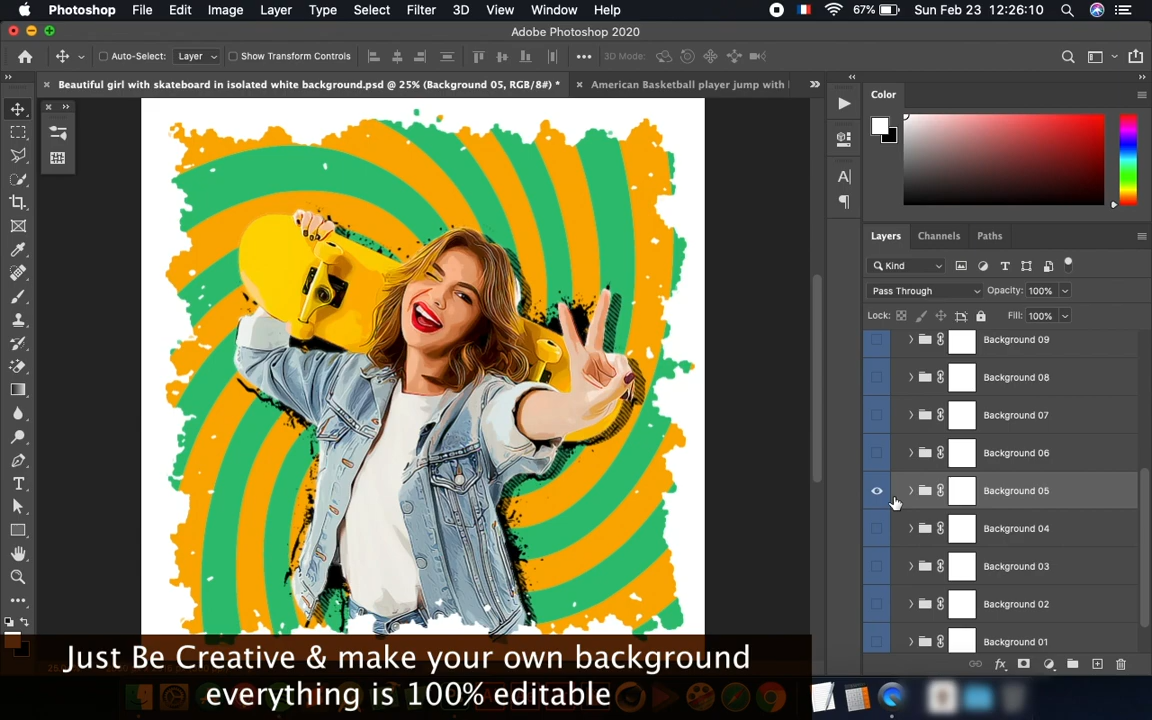 Photoshop File Edit Image Layer Type Select Filter 3D View Window Help 67% Sun Feb 23 12:26:10
Adobe Photoshop 2020
Auto-Select: Layer Show Transform Controls 3D Mode:
Beautiful girl with skateboard in isolated white background.psd @ 25% (Background 05, RGB/8#) * American Basketball player jump with
Color
Layers Channels Paths
Kind
Pass Through Opacity: 100%
Lock: Fill: 100%
Background 09
Background 08
Background 07
Background 06
Background 05
Background 04
Background 03
Background 02
Background 01
Just Be Creative & make your own background
everything is 100% editable